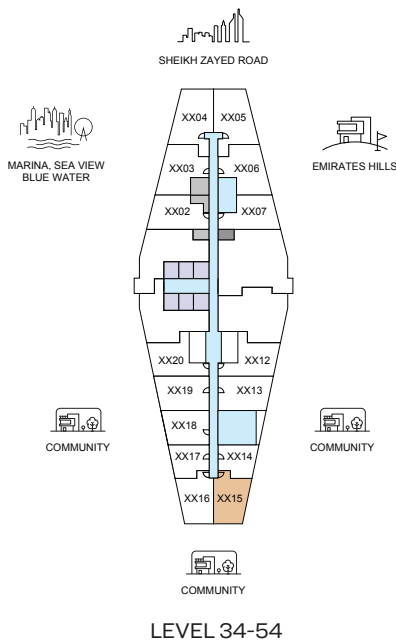 SHEIKH ZAYED ROAD
MARINA, SEA VIEW
BLUE WATER
EMIRATES HILLS
XX04 XX05
XX03 XX06
XX02 XX07
XX20 XX12
XX19 XX13
XX18
XX17 XX14
XX16 XX15
COMMUNITY
COMMUNITY
COMMUNITY
LEVEL 34-54